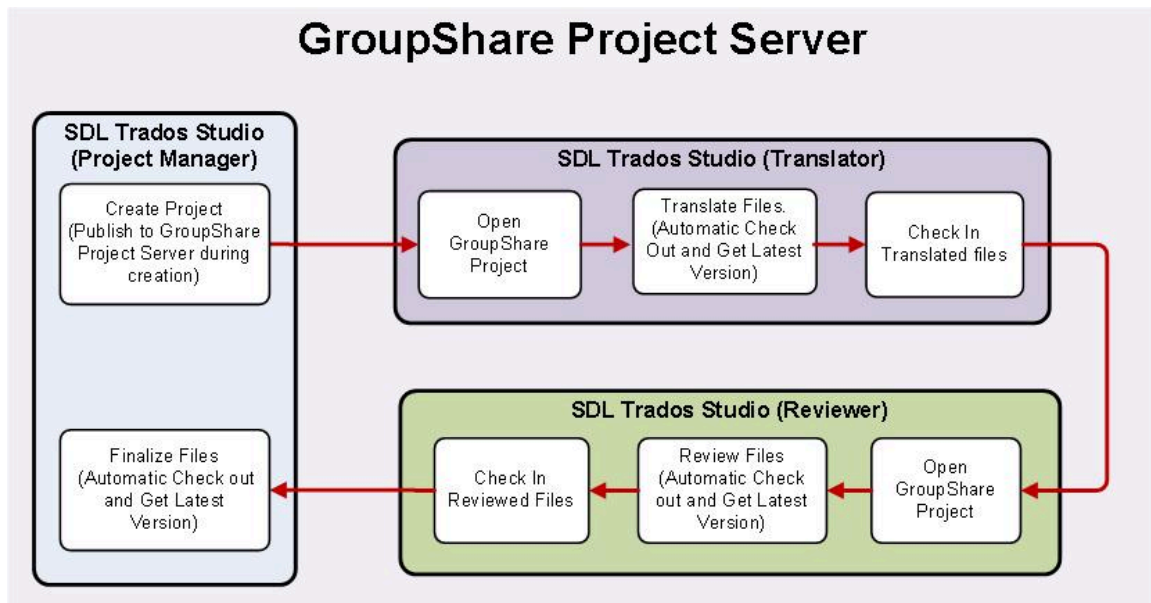 GroupShare Project Server
SDL Trados Studio
(Project Manager)
Create Project
(Publish to GroupShare
Project Server during
creation)
SDL Trados Studio (Translator)
Open
GroupShare
Project
Translate Files.
(Automatic Check
Out and Get Latest
Version)
Check In
Translated files
SDL Trados Studio (Reviewer)
Open
GroupShare
Project
Review Files
(Automatic Check
out and Get Latest
Version)
Check In
Reviewed Files
Finalize Files
(Automatic Check out
and Get Latest
Version)